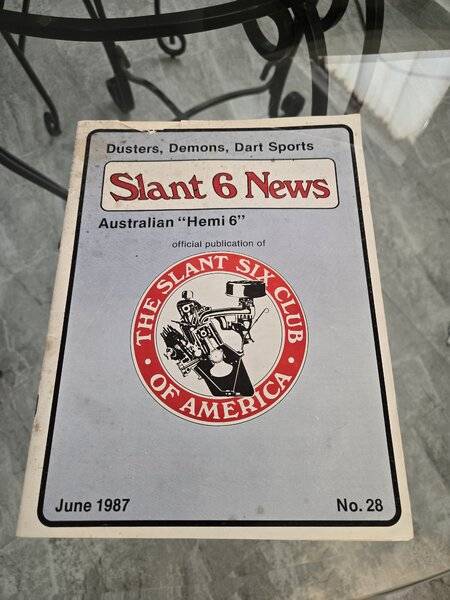 Dusters, Demons, Dart Sports
Slant 6 News
Australian "Hemi 6"
official publication of
THE SLANT SIX CLUB
OF AMERICA
June 1987
No. 28